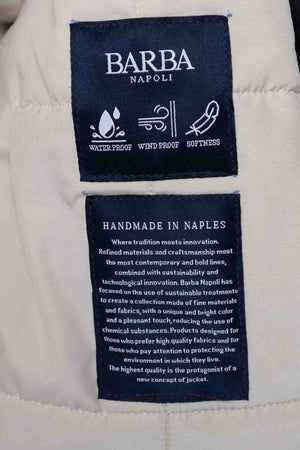 BARBA
NAPOLI
WATER PROOF WIND PROOF SOFTNESS
HANDMADE IN NAPLES
Where tradition meets innovation.
Refined materials and craftsmanship meet
the most contemporary and bold lines,
combined with sustainability and
technological innovation. Barba Napoli has
focused on the use of sustainable treatments
to create a collection made of fine materials
and fabrics, with a unique and bright color
and a pleasant touch, reducing the use of
chemical substances. Products designed for
those who prefer high quality fabrics and for
those who pay attention to protecting the
environment in which they live.
The highest quality is the protagonist of a
new concept of jacket.